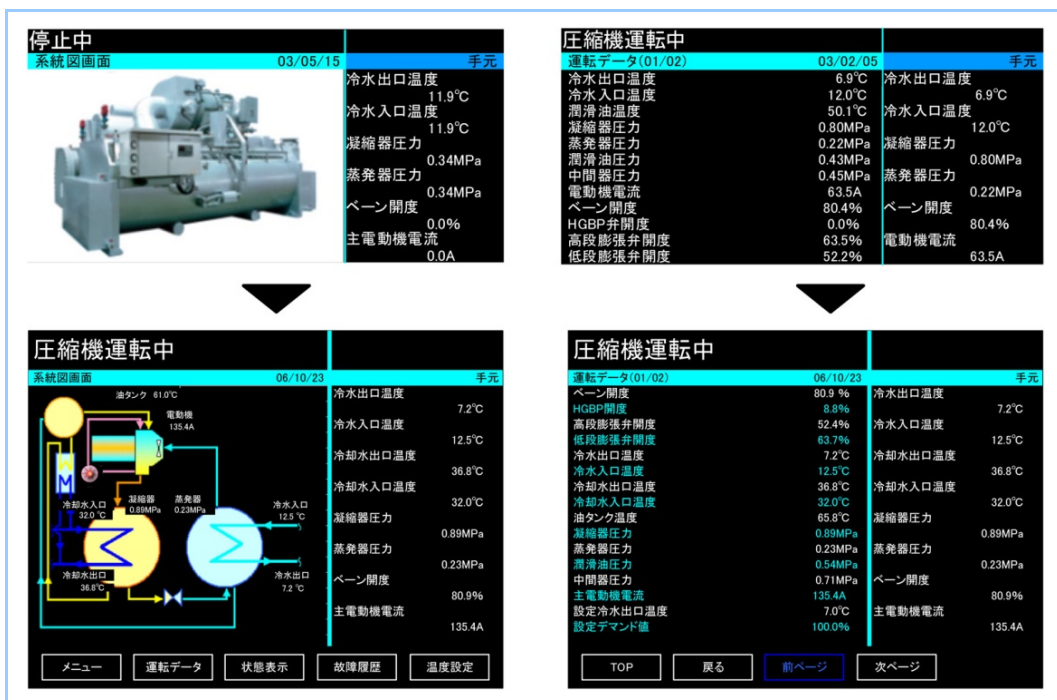 停止中
系統図画面 03/05/15 手元
冷水出口温度
11.9℃
冷水入口温度
11.9℃
凝縮器圧力
0.34MPa
蒸発器圧力
0.34MPa
ベーン開度
0.0%
主電動機電流
0.0A
圧縮機運転中
運転データ(01/02) 03/02/05 手元
冷水出口温度 6.9℃
冷水入口温度 12.0℃
潤滑油温度 50.1℃
凝縮器圧力 0.80MPa
蒸発器圧力 0.22MPa
潤滑油圧力 0.43MPa
中間器圧力 0.45MPa
電動機電流 63.5A
ベーン開度 80.4%
HGBP弁開度 0.0%
高段膨張弁開度 63.5%
低段膨張弁開度 52.2%
冷水出口温度
6.9℃
冷水入口温度
12.0℃
凝縮器圧力
0.80MPa
蒸発器圧力
0.22MPa
ベーン開度
80.4%
電動機電流
63.5A
圧縮機運転中
系統図画面 06/10/23 手元
油タンク 61.0℃
電動機
135.4A
冷却水入口
32.0℃
凝縮器
0.89MPa
蒸発器
0.23MPa
冷水入口
12.5℃
冷却水出口
36.8℃
冷水出口
7.2℃
冷水出口温度
7.2℃
冷水入口温度
12.5℃
冷却水出口温度
36.8℃
冷却水入口温度
32.0℃
凝縮器圧力
0.89MPa
蒸発器圧力
0.23MPa
ベーン開度
80.9%
主電動機電流
135.4A
メニュー 運転データ 状態表示 故障履歴 温度設定
圧縮機運転中
運転データ(01/02) 06/10/23 手元
ベーン開度 80.9 %
HGBP開度 8.8%
高段膨張弁開度 52.4%
低段膨張弁開度 63.7%
冷水出口温度 7.2℃
冷水入口温度 12.5℃
冷却水出口温度 36.8℃
冷却水入口温度 32.0℃
油タンク温度 65.8℃
凝縮器圧力 0.89MPa
蒸発器圧力 0.23MPa
潤滑油圧力 0.54MPa
中間器圧力 0.71MPa
主電動機電流 135.4A
設定冷水出口温度 7.0℃
設定デマンド値 100.0%
冷水出口温度
7.2℃
冷水入口温度
12.5℃
冷却水出口温度
36.8℃
冷却水入口温度
32.0℃
凝縮器圧力
0.89MPa
蒸発器圧力
0.23MPa
ベーン開度
80.9%
主電動機電流
135.4A
TOP 戻る 前ページ 次ページ